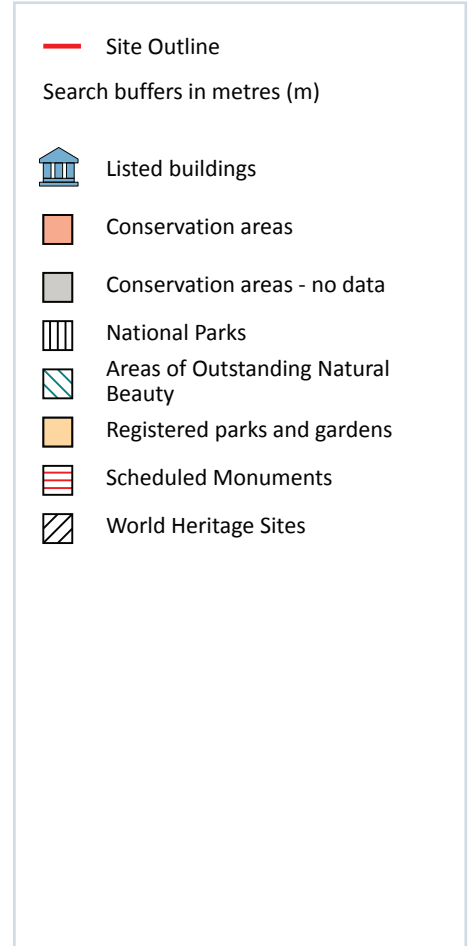 Site Outline
Search buffers in metres (m)
Listed buildings
Conservation areas
Conservation areas - no data
National Parks
Areas of Outstanding Natural
Beauty
Registered parks and gardens
Scheduled Monuments
World Heritage Sites